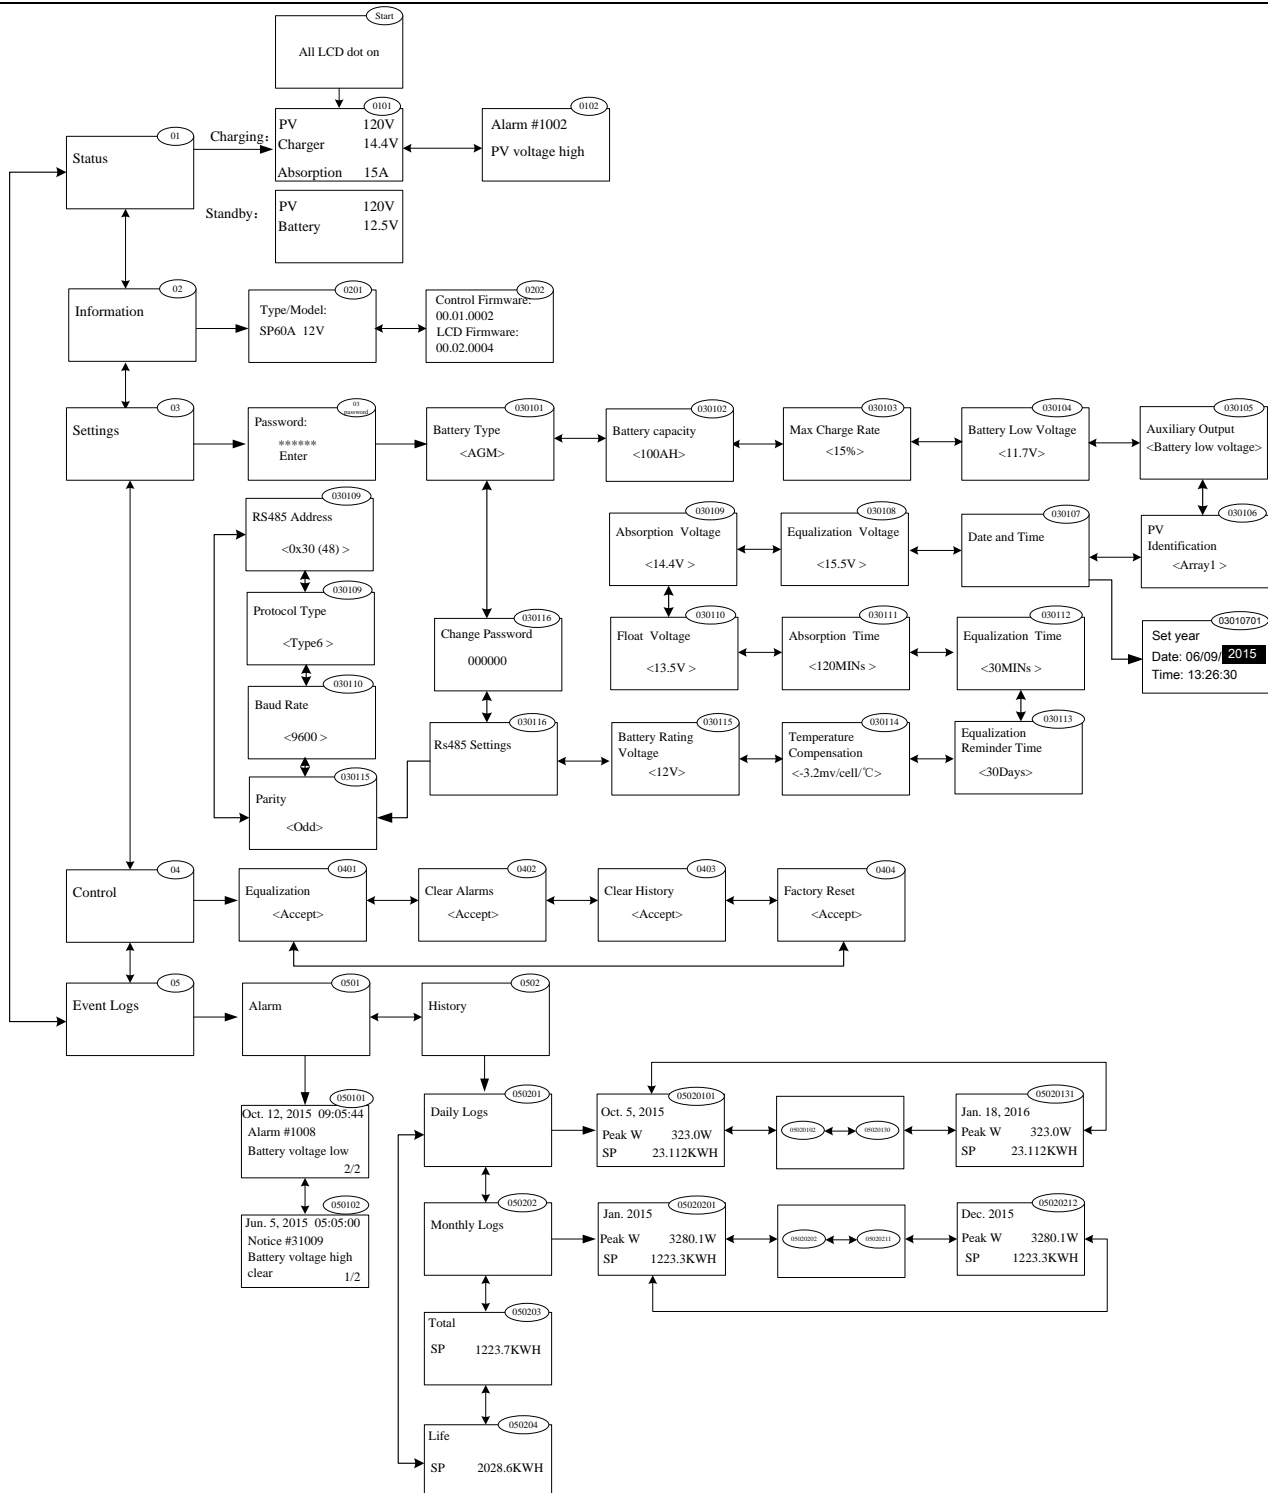 Start
All LCD dot on
01
Status
Charging:
0101
PV 120V
Charger 14.4V
Absorption 15A
0102
Alarm #1002
PV voltage high
Standby:
PV 120V
Battery 12.5V
02
Information
0201
Type/Model:
SP60A 12V
0202
Control Firmware:
00.01.0002
LCD Firmware:
00.02.0004
03
Settings
03
password
Password:
******
Enter
030101
Battery Type
<AGM>
030102
Battery capacity
<100AH>
030103
Max Charge Rate
<15%>
030104
Battery Low Voltage
<11.7V>
030105
Auxiliary Output
<Battery low voltage>
030109
RS485 Address
<0x30 (48) >
030109
Absorption Voltage
<14.4V >
030108
Equalization Voltage
<15.5V >
030107
Date and Time
030106
PV
Identification
<Array1 >
030109
Protocol Type
<Type6 >
030116
Change Password
000000
030110
Float Voltage
<13.5V >
030111
Absorption Time
<120MINs >
030112
Equalization Time
<30MINs >
03010701
Set year
Date: 06/09/ 2015
Time: 13:26:30
030110
Baud Rate
<9600 >
030116
Rs485 Settings
030115
Battery Rating
Voltage
<12V>
030114
Temperature
Compensation
<-3.2mv/cell/℃>
030113
Equalization
Reminder Time
<30Days>
030115
Parity
<Odd>
04
Control
0401
Equalization
<Accept>
0402
Clear Alarms
<Accept>
0403
Clear History
<Accept>
0404
Factory Reset
<Accept>
05
Event Logs
0501
Alarm
0502
History
050101
Oct. 12, 2015 09:05:44
Alarm #1008
Battery voltage low
2/2
050102
Jun. 5, 2015 05:05:00
Notice #31009
Battery voltage high
clear 1/2
050201
Daily Logs
05020101
Oct. 5, 2015
Peak W 323.0W
SP 23.112KWH
05020102
05020130
05020131
Jan. 18, 2016
Peak W 323.0W
SP 23.112KWH
050202
Monthly Logs
05020201
Jan. 2015
Peak W 3280.1W
SP 1223.3KWH
05020202
05020211
05020212
Dec. 2015
Peak W 3280.1W
SP 1223.3KWH
050203
Total
SP 1223.7KWH
050204
Life
SP 2028.6KWH